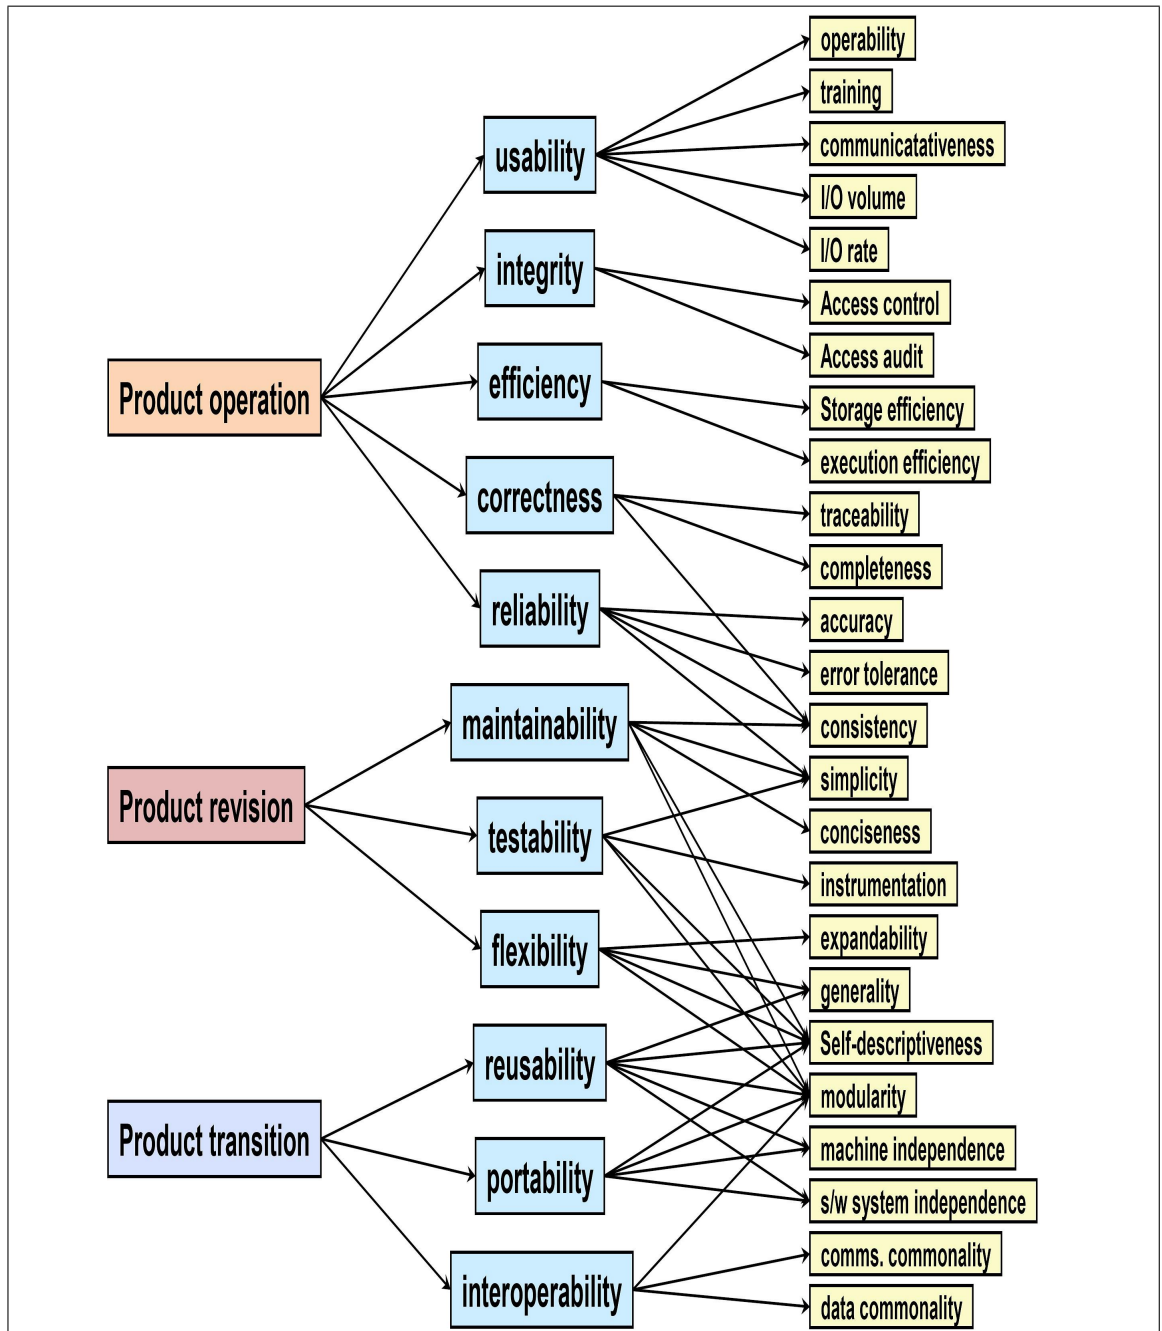 Product operation
Product revision
Product transition
usability
integrity
efficiency
correctness
reliability
maintainability
testability
flexibility
reusability
portability
interoperability
operability
training
communicatativeness
I/O volume
I/O rate
Access control
Access audit
Storage efficiency
execution efficiency
traceability
completeness
accuracy
error tolerance
consistency
simplicity
conciseness
instrumentation
expandability
generality
Self-descriptiveness
modularity
machine independence
s/w system independence
comms. commonality
data commonality